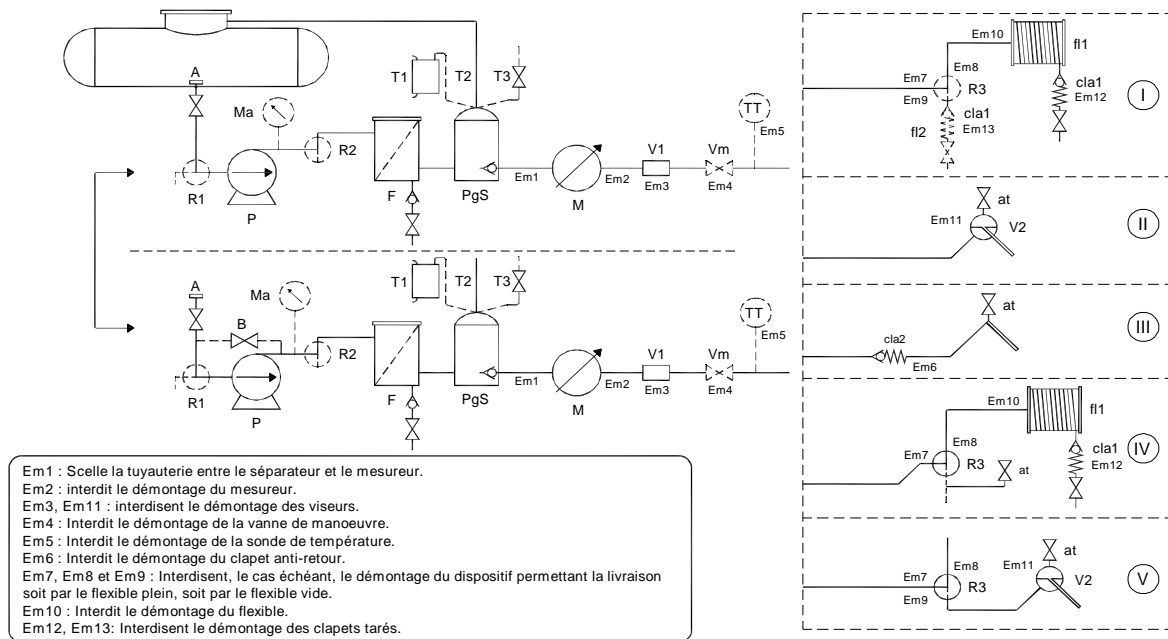 A
Ma
R1
P
R2
F
T1
T2
T3
PgS
Em1
M
Em2
V1
Em3
Vm
Em4
TT
Em5
A
B
Ma
R1
P
R2
F
T1
T2
T3
PgS
Em1
M
Em2
V1
Em3
Vm
Em4
TT
Em5
Em10
fl1
Em7
Em8
Em9
R3
cla1
Em12
cla1
Em13
fl2
I
at
Em11
V2
II
at
cla2
Em6
III
Em10
fl1
Em8
Em7
R3
at
cla1
Em12
IV
Em8
Em7
Em9
R3
at
Em11
V2
V
Em1 : Scelle la tuyauterie entre le séparateur et le mesureur.
Em2 : interdit le démontage du mesureur.
Em3, Em11 : interdisent le démontage des viseurs.
Em4 : Interdit le démontage de la vanne de manoeuvre.
Em5 : Interdit le démontage de la sonde de température.
Em6 : Interdit le démontage du clapet anti-retour.
Em7, Em8 et Em9 : Interdisent, le cas échéant, le démontage du dispositif permettant la livraison
soit par le flexible plein, soit par le flexible vide.
Em10 : Interdit le démontage du flexible.
Em12, Em13: Interdisent le démontage des clapets tarés.